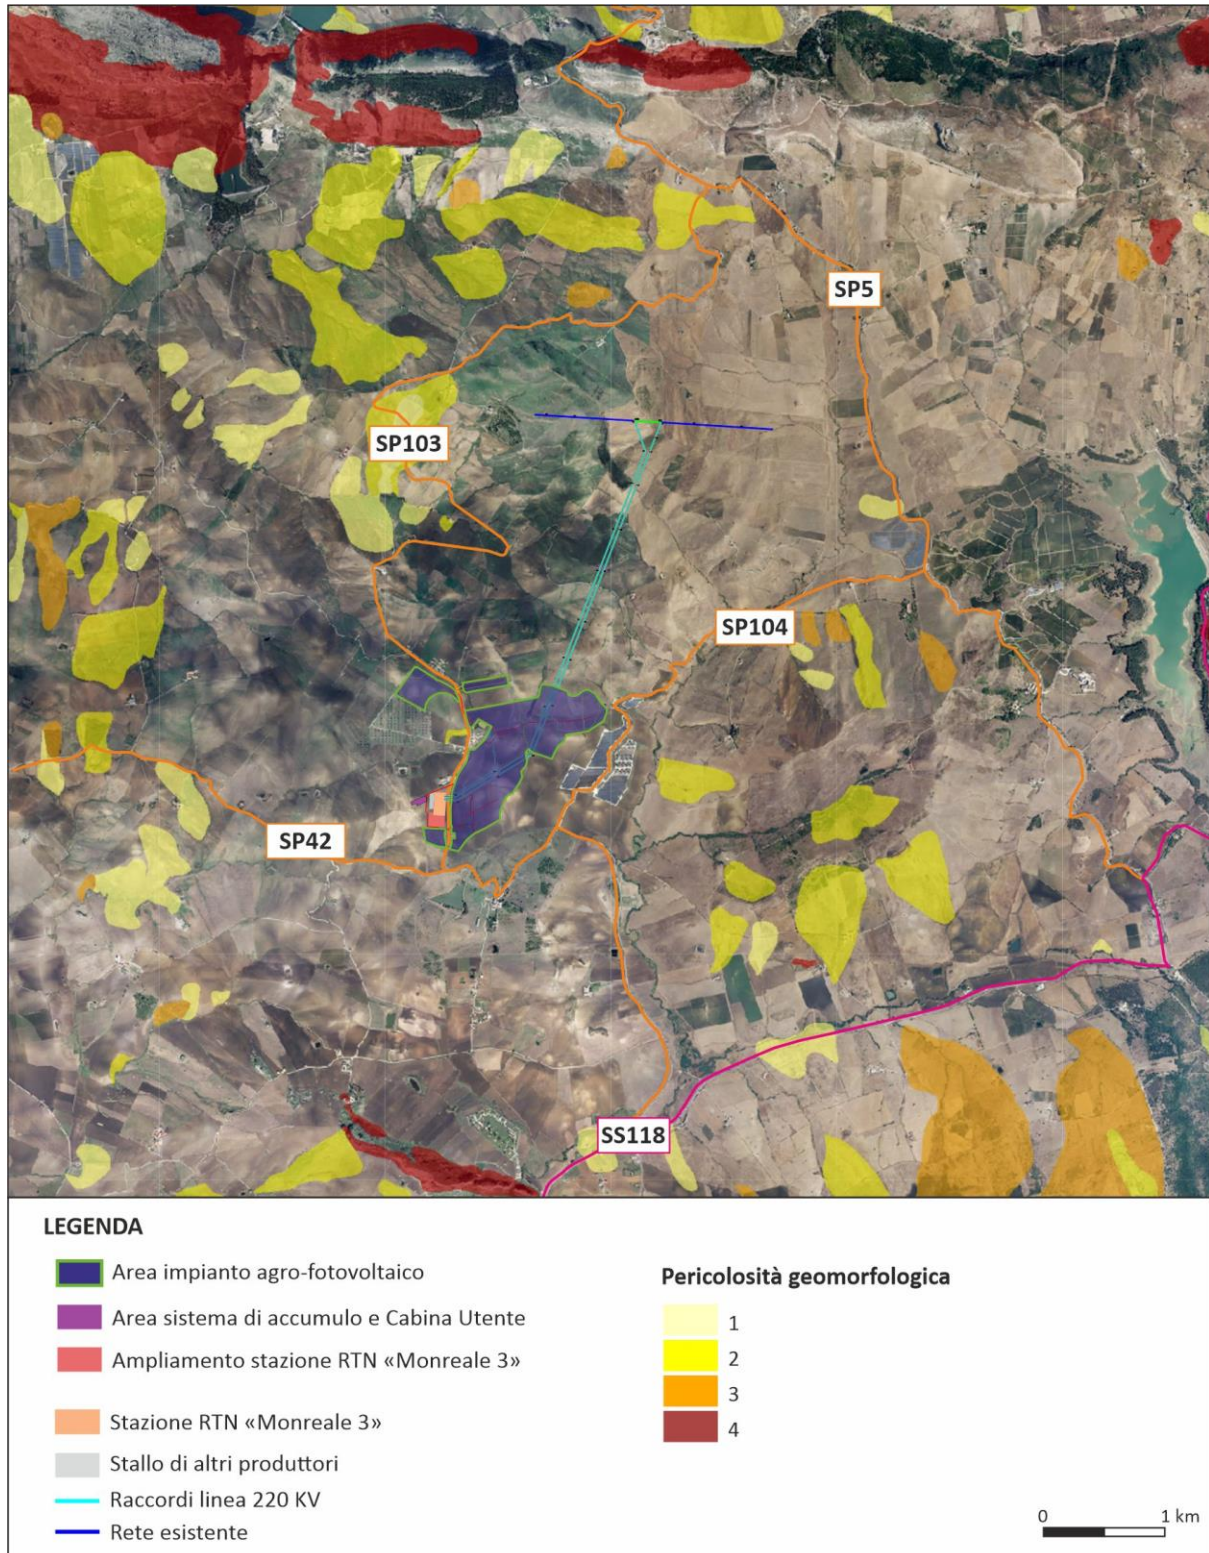 SP5
SP103
SP104
SP42
SS118
LEGENDA
Area impianto agro-fotovoltaico
Area sistema di accumulo e Cabina Utente
Ampliamento stazione RTN «Monreale 3»
Stazione RTN «Monreale 3»
Stallo di altri produttori
Raccordi linea 220 KV
Rete esistente
Pericolosità geomorfologica
1
2
3
4
0 1 km